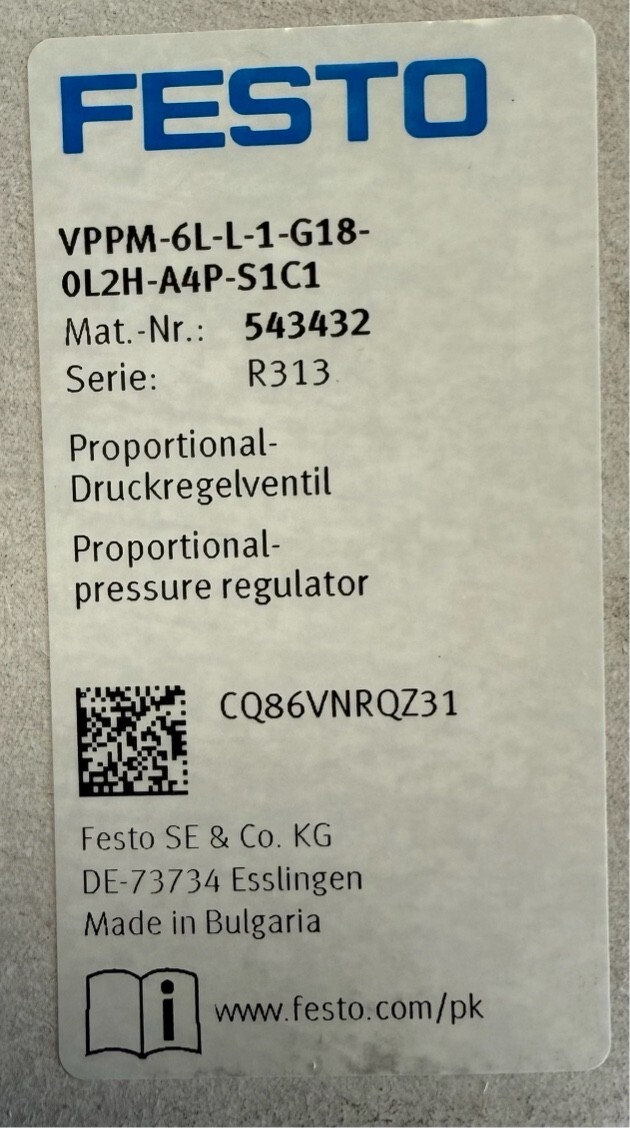 FESTO
VPPM-6L-L-1-G18-
0L2H-A4P-S1C1
Mat.-Nr.: 543432
Serie: R313
Proportional-
Druckregelventil
Proportional-
pressure regulator
CQ86VNRQZ31
Festo SE & Co. KG
DE-73734 Esslingen
Made in Bulgaria
i www.festo.com/pk